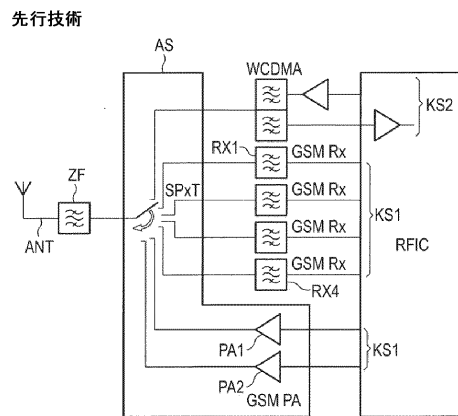 先行技術
AS
WCDMA
KS2
RX1
GSM Rx
ZF
SPxT
GSM Rx
KS1
GSM Rx
RFIC
ANT
GSM Rx
RX4
PA1
KS1
PA2
GSM PA